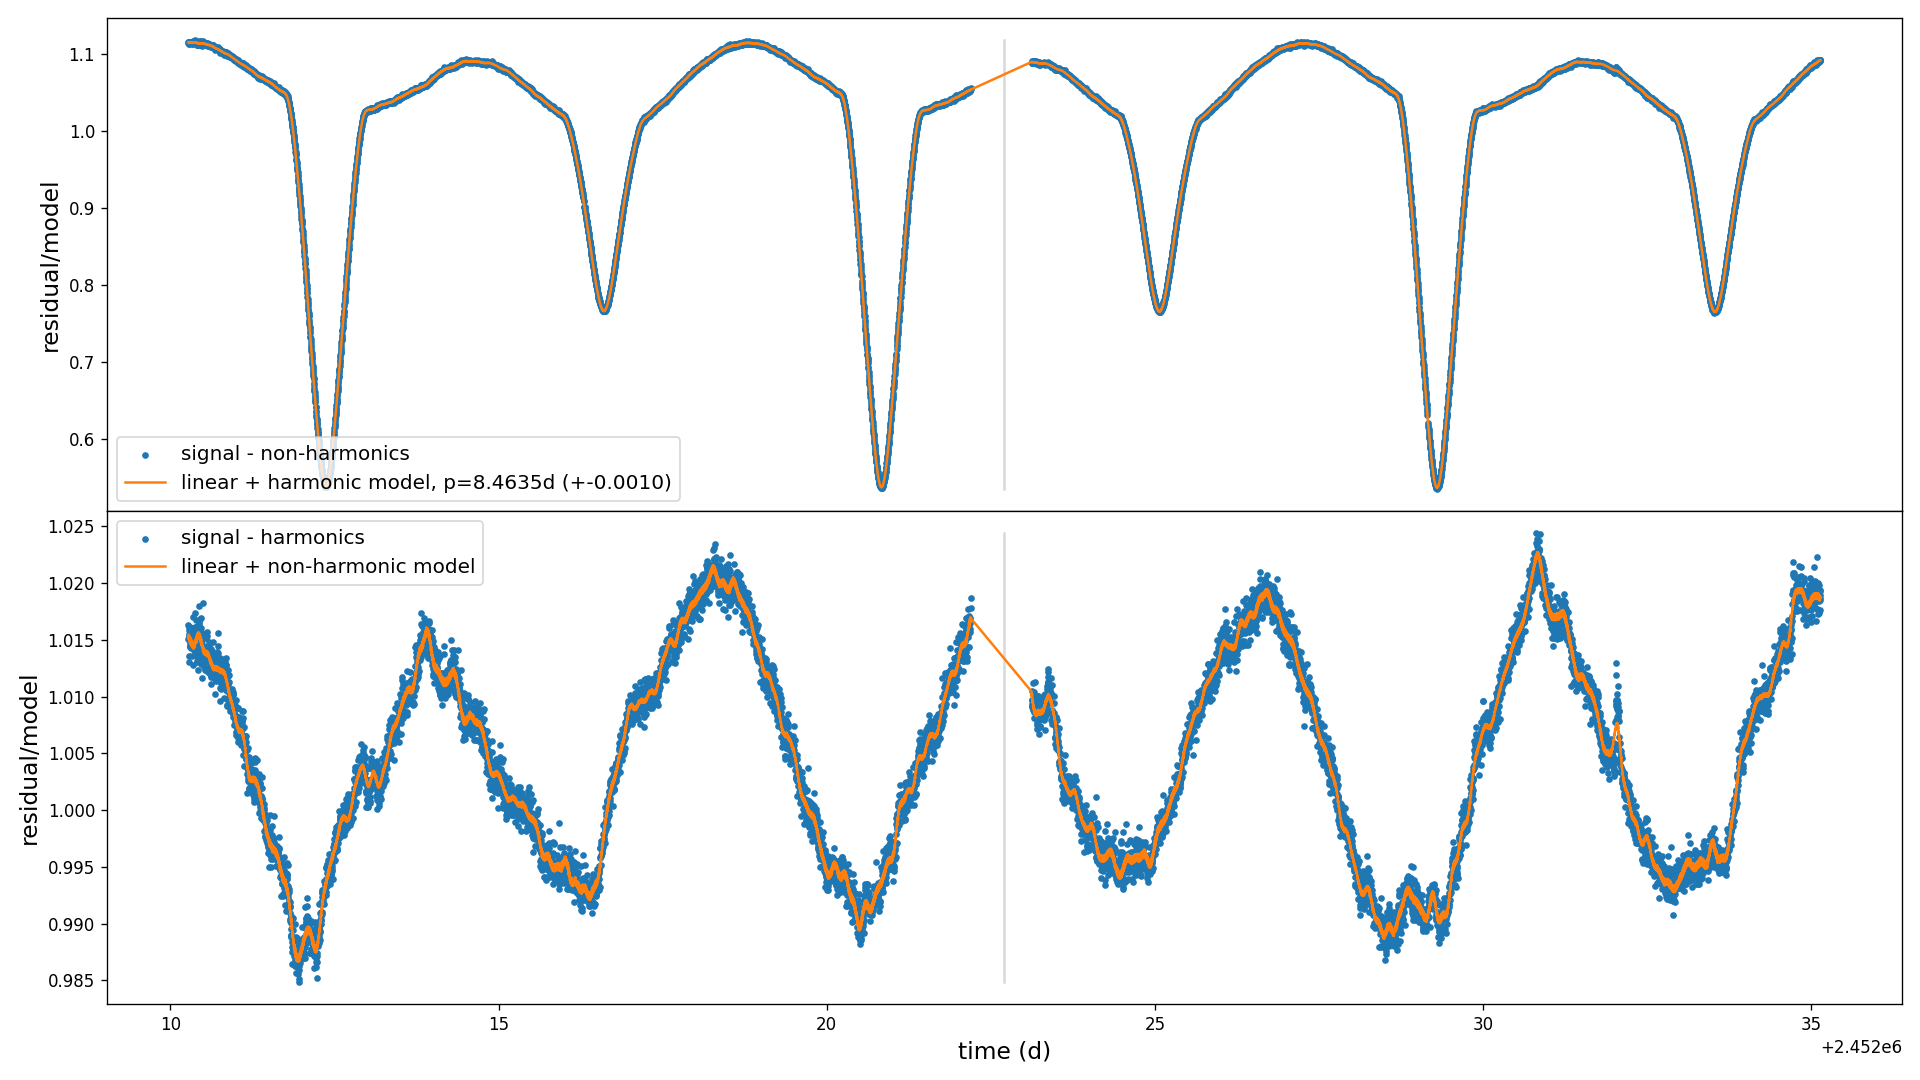 1.1
1.0
0.9
0.8
0.7
0.6
residual/model
signal - non-harmonics
linear + harmonic model, p=8.4635d (+-0.0010)
1.025
1.020
1.015
1.010
1.005
1.000
0.995
0.990
0.985
residual/model
signal - harmonics
linear + non-harmonic model
10 15 20 25 30 35
time (d)
+2.452e6